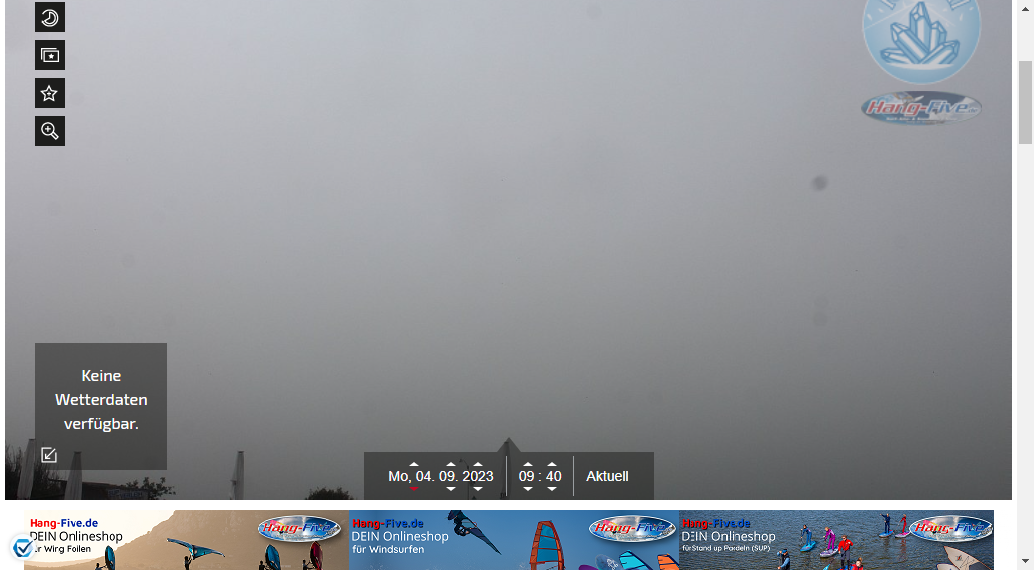 Hang-Five
Keine
Wetterdaten
verfügbar.
Mo, 04. 09. 2023
09 : 40
Aktuell
Hang-Five.de
DEIN Onlineshop
für Wing Foilen
Hang-Five
Hang-Five.de
DEIN Onlineshop
für Windsurfen
Hang-Five
Hang-Five.de
DEIN Onlineshop
für Stand up Paddeln (SUP)
Hang-Five